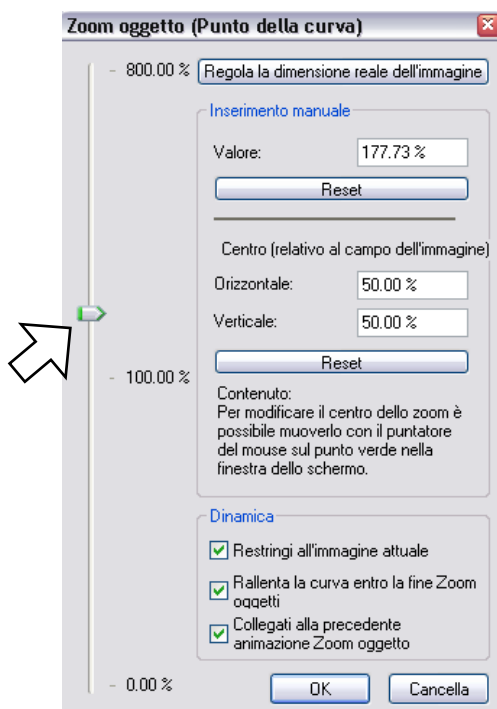 Zoom oggetto (Punto della curva)
- 800.00 %
Regola la dimensione reale dell'immagine
Inserimento manuale
Valore: 177.73 %
Reset
Centro (relativo al campo dell'immagine)
Orizzontale: 50.00 %
Verticale: 50.00 %
Reset
- 100.00 %
Contenuto:
Per modificare il centro dello zoom è
possibile muoverlo con il puntatore
del mouse sul punto verde nella
finestra dello schermo.
Dinamica
Restringi all'immagine attuale
Rallenta la curva entro la fine Zoom
oggetti
Collegati alla precedente
animazione Zoom oggetto
- 0.00 %
OK
Cancella